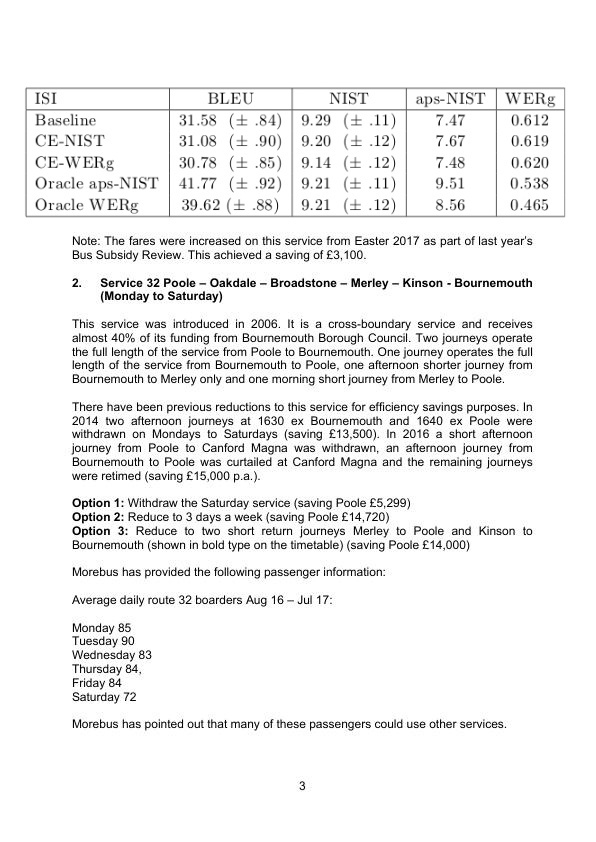 ISI BLEU NIST aps-NIST WERg
Baseline 31.58 (± .84) 9.29 (± .11) 7.47 0.612
CE-NIST 31.08 (± .90) 9.20 (± .12) 7.67 0.619
CE-WERg 30.78 (± .85) 9.14 (± .12) 7.48 0.620
Oracle aps-NIST 41.77 (± .92) 9.21 (± .11) 9.51 0.538
Oracle WERg 39.62 (± .88) 9.21 (± .12) 8.56 0.465
Note: The fares were increased on this service from Easter 2017 as part of last year's
Bus Subsidy Review. This achieved a saving of £3,100.
2. Service 32 Poole – Oakdale – Broadstone – Merley – Kinson - Bournemouth
(Monday to Saturday)
This service was introduced in 2006. It is a cross-boundary service and receives
almost 40% of its funding from Bournemouth Borough Council. Two journeys operate
the full length of the service from Poole to Bournemouth. One journey operates the full
length of the service from Bournemouth to Poole, one afternoon shorter journey from
Bournemouth to Merley only and one morning short journey from Merley to Poole.
There have been previous reductions to this service for efficiency savings purposes. In
2014 two afternoon journeys at 1630 ex Bournemouth and 1640 ex Poole were
withdrawn on Mondays to Saturdays (saving £13,500). In 2016 a short afternoon
journey from Poole to Canford Magna was withdrawn, an afternoon journey from
Bournemouth to Poole was curtailed at Canford Magna and the remaining journeys
were retimed (saving £15,000 p.a.).
Option 1: Withdraw the Saturday service (saving Poole £5,299)
Option 2: Reduce to 3 days a week (saving Poole £14,720)
Option 3: Reduce to two short return journeys Merley to Poole and Kinson to
Bournemouth (shown in bold type on the timetable) (saving Poole £14,000)
Morebus has provided the following passenger information:
Average daily route 32 boarders Aug 16 – Jul 17:
Monday 85
Tuesday 90
Wednesday 83
Thursday 84,
Friday 84
Saturday 72
Morebus has pointed out that many of these passengers could use other services.
3